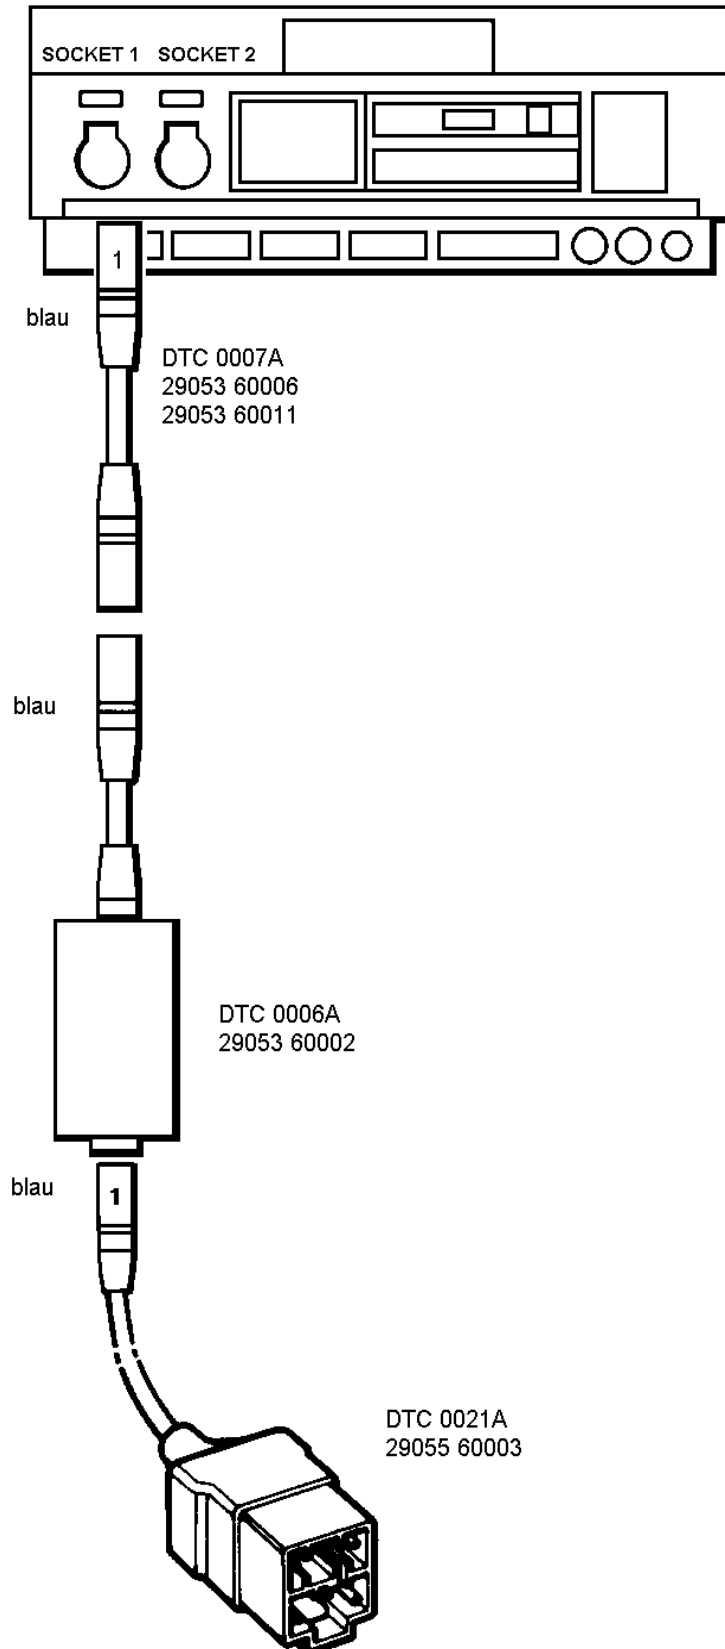 SOCKET 1 SOCKET 2
1
blau
DTC 0007A
29053 60006
29053 60011
blau
DTC 0006A
29053 60002
blau
1
DTC 0021A
29055 60003